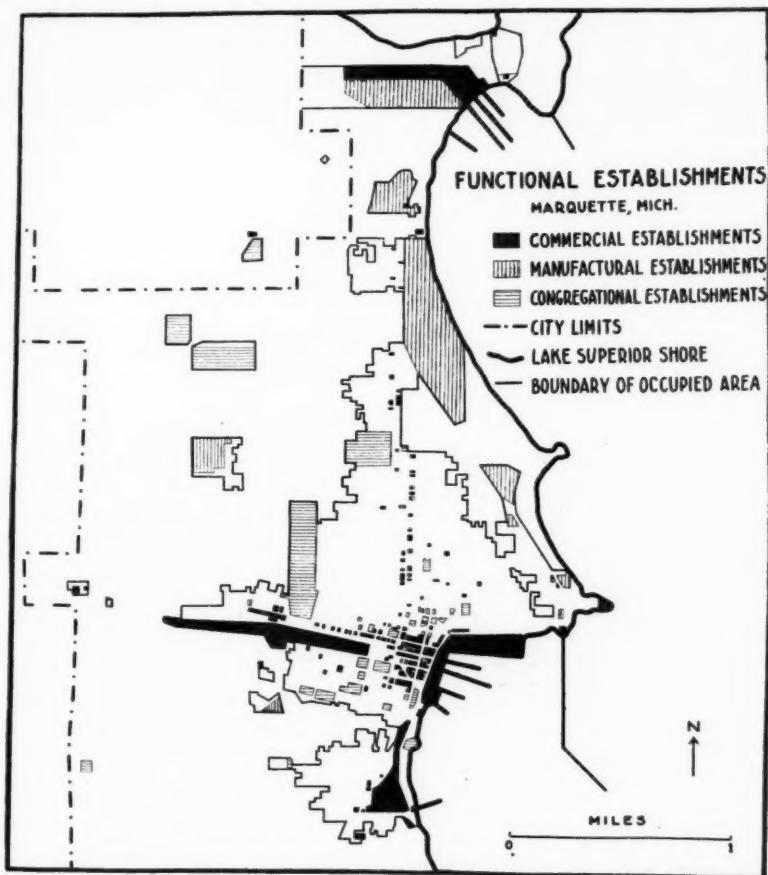 FUNCTIONAL ESTABLISHMENTS
MARQUETTE, MICH.
COMMERCIAL ESTABLISHMENTS
MANUFACTURAL ESTABLISHMENTS
CONGREGATIONAL ESTABLISHMENTS
CITY LIMITS
LAKE SUPERIOR SHORE
BOUNDARY OF OCCUPIED AREA
N
MILES
0 1